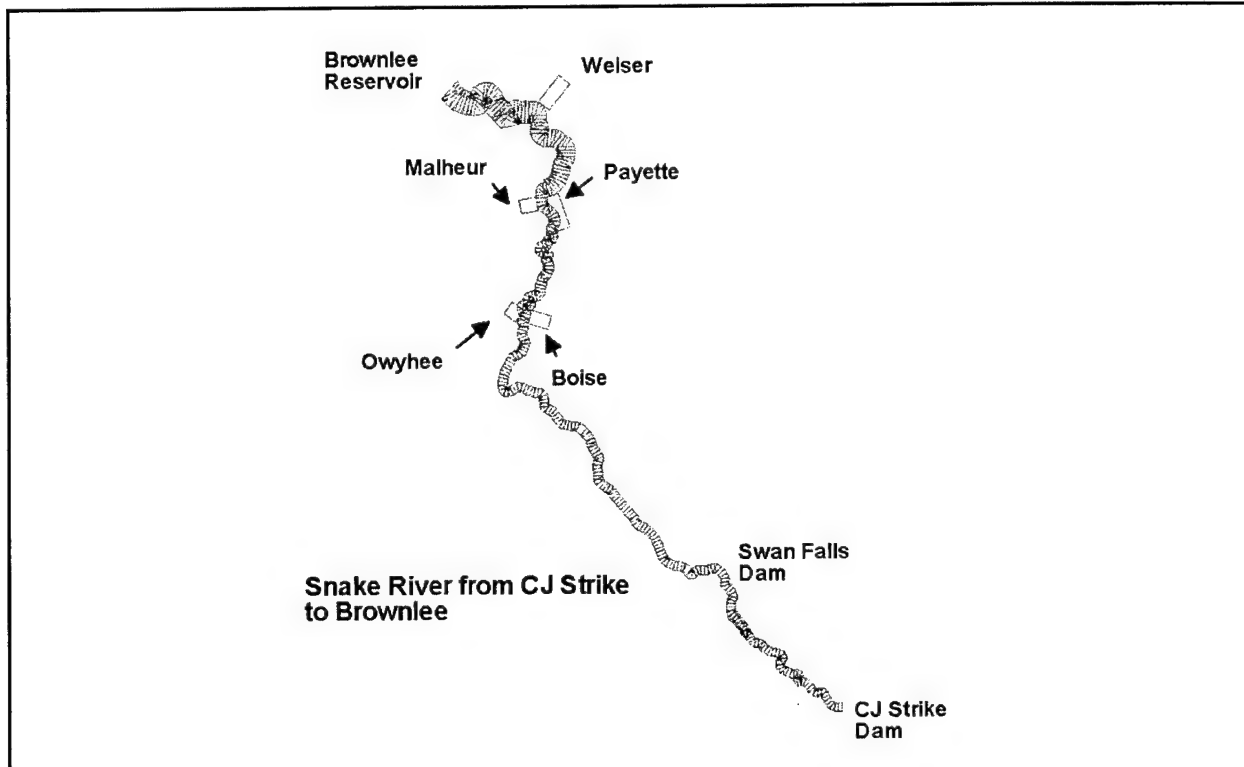 Brownlee
Reservoir
Weiser
Malheur
Payette
Owyhee
Boise
Swan Falls
Dam
Snake River from CJ Strike
to Brownlee
CJ Strike
Dam